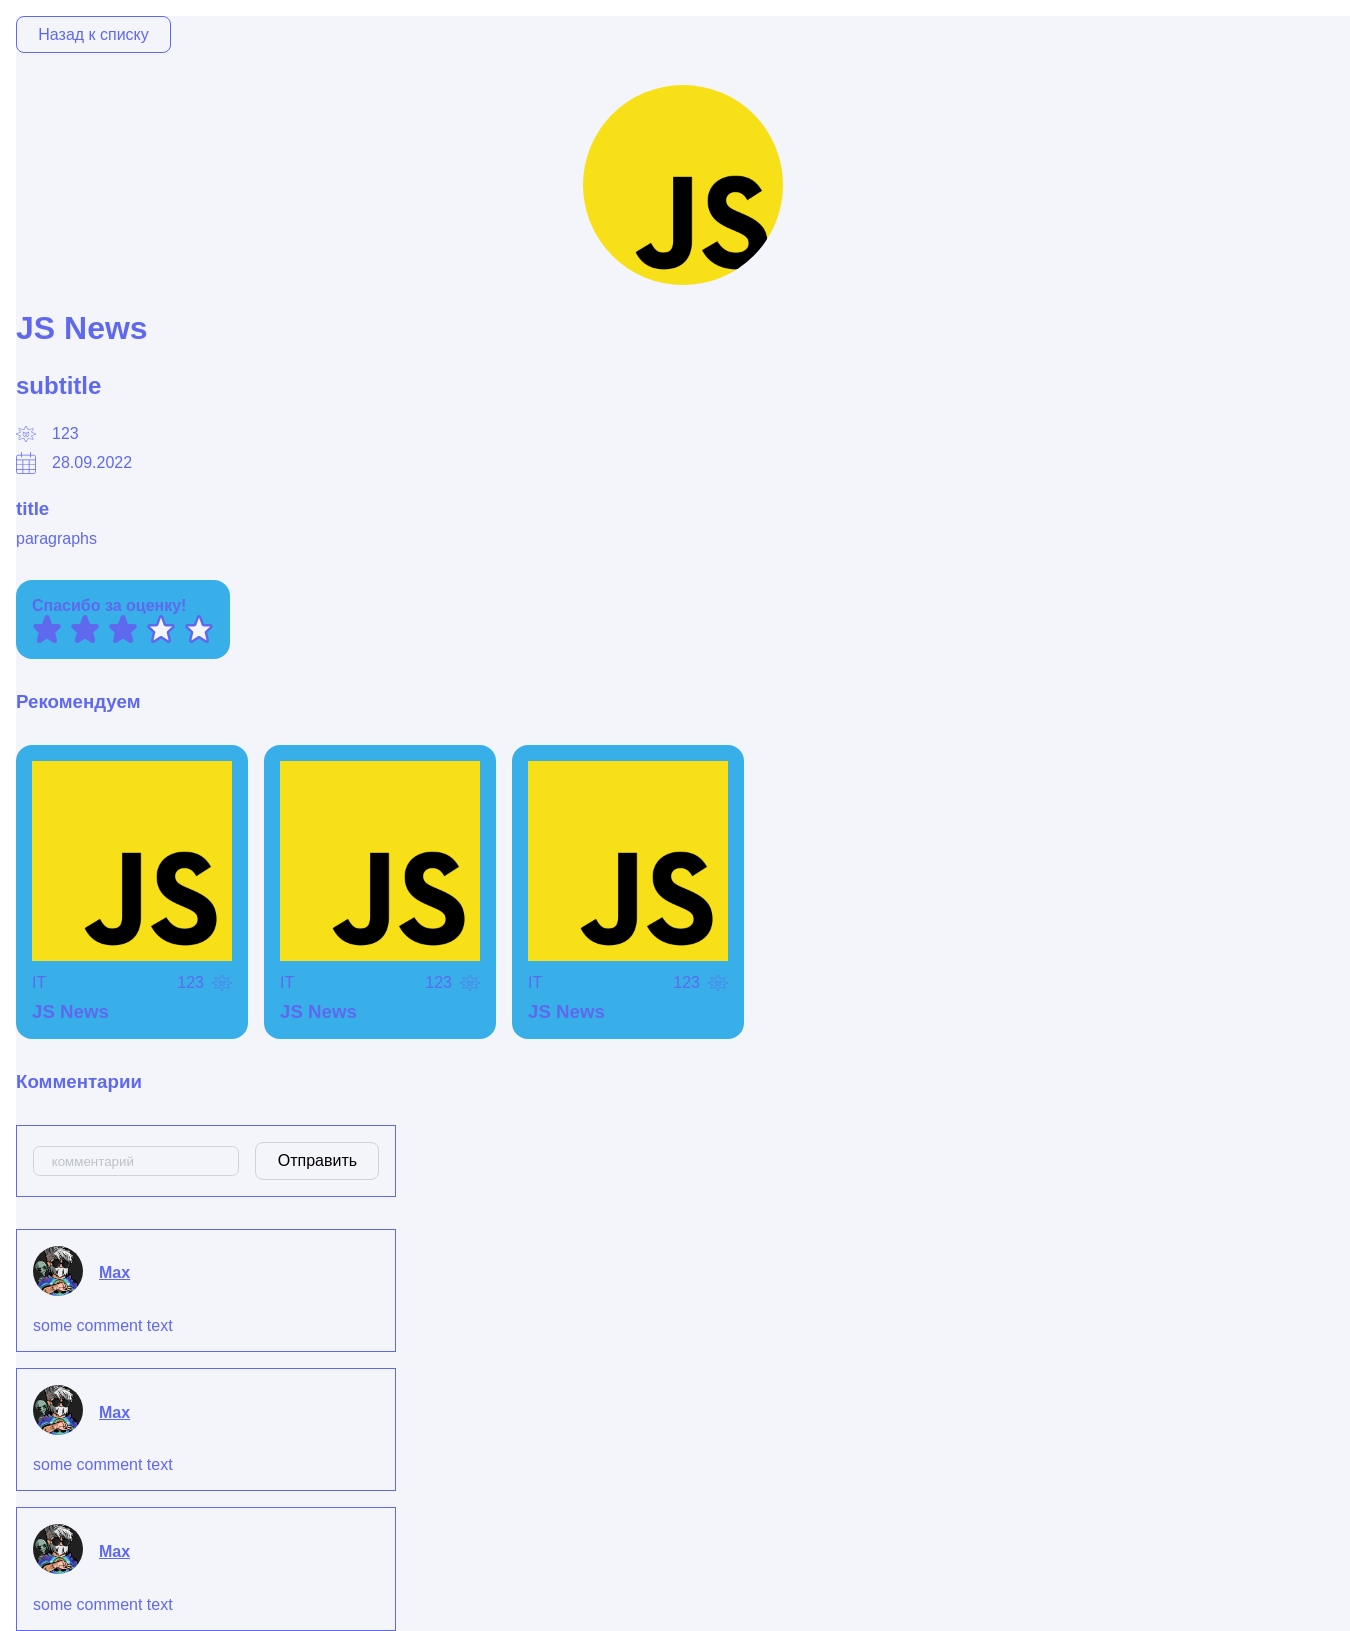 Назад к списку
JS
JS News
subtitle
123
28.09.2022
title
paragraphs
Спасибо за оценку!
Рекомендуем
JS
IT 123
JS News
JS
IT 123
JS News
JS
IT 123
JS News
Комментарии
комментарий Отправить
Max
some comment text
Max
some comment text
Max
some comment text